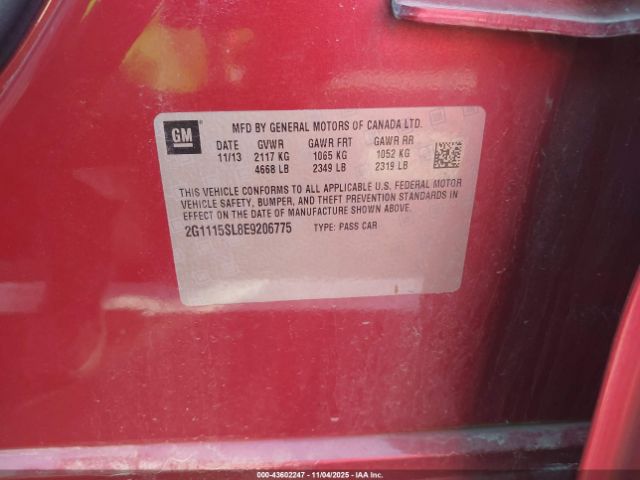 GM
MFD BY GENERAL MOTORS OF CANADA LTD.
DATE GVWR GAWR FRT GAWR RR
11/13 2117 KG 1065 KG 1052 KG
4668 LB 2349 LB 2319 LB
THIS VEHICLE CONFORMS TO ALL APPLICABLE U.S. FEDERAL MOTOR
VEHICLE SAFETY, BUMPER, AND THEFT PREVENTION STANDARDS IN
EFFECT ON THE DATE OF MANUFACTURE SHOWN ABOVE.
2G1115SL8E9206775 TYPE: PASS CAR
000-43602247 - 11/04/2025 - IAAI.COM